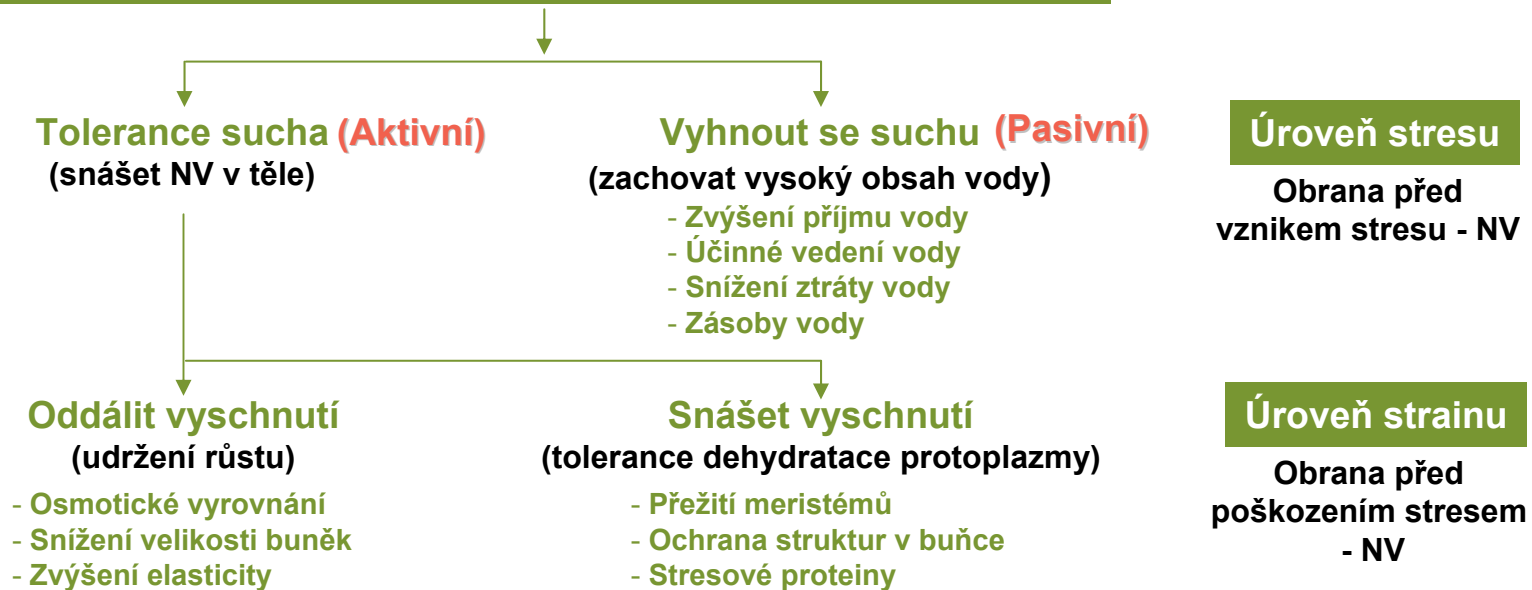 Tolerance sucha (Aktivní)
(snášet NV v těle)
Vyhnout se suchu (Pasivní)
(zachovat vysoký obsah vody)
- Zvýšení příjmu vody
- Účinné vedení vody
- Snížení ztráty vody
- Zásoby vody
Úroveň stresu
Obrana před
vznikem stresu - NV
Oddálit vyschnutí
(udržení růstu)
- Osmotické vyrovnání
- Snížení velikosti buněk
- Zvýšení elasticity
Snášet vyschnutí
(tolerance dehydratace protoplazmy)
- Přežití meristémů
- Ochrana struktur v buňce
- Stresové proteiny
Úroveň strainu
Obrana před
poškozením stresem
- NV